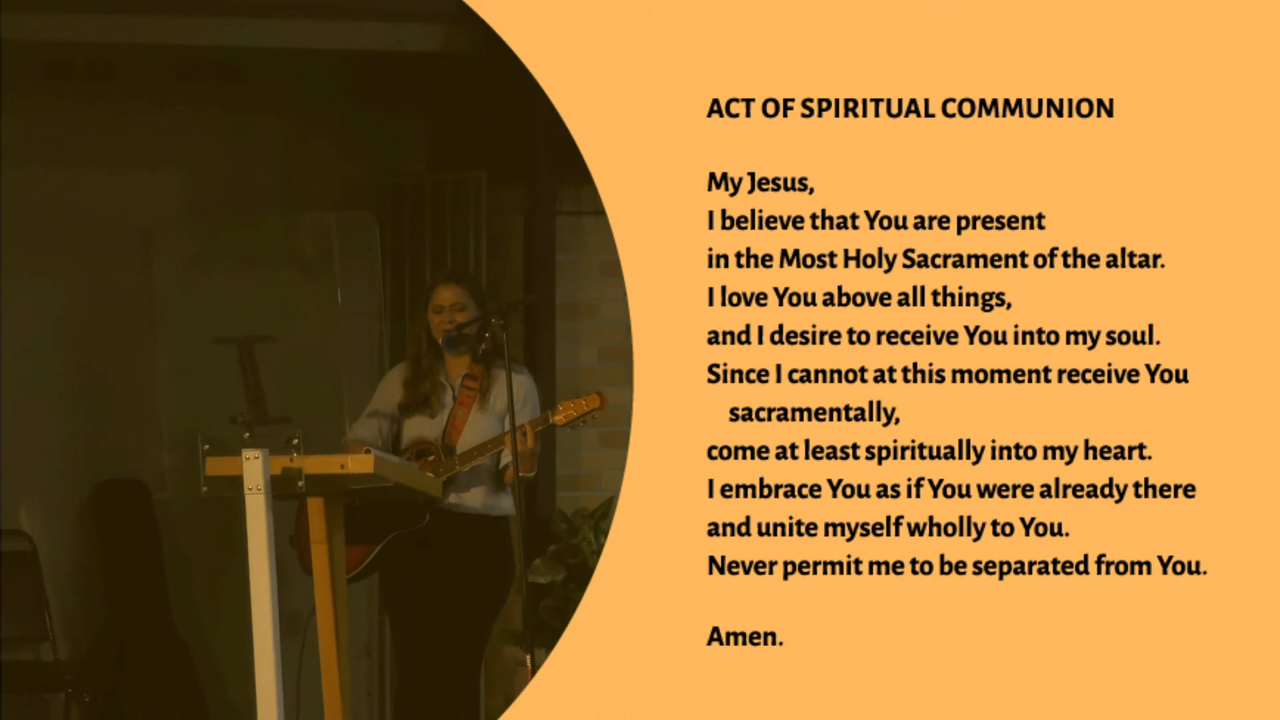 ACT OF SPIRITUAL COMMUNION
My Jesus,
I believe that You are present
in the Most Holy Sacrament of the altar.
I love You above all things,
and I desire to receive You into my soul.
Since I cannot at this moment receive You
sacramentally,
come at least spiritually into my heart.
I embrace You as if You were already there
and unite myself wholly to You.
Never permit me to be separated from You.
Amen.